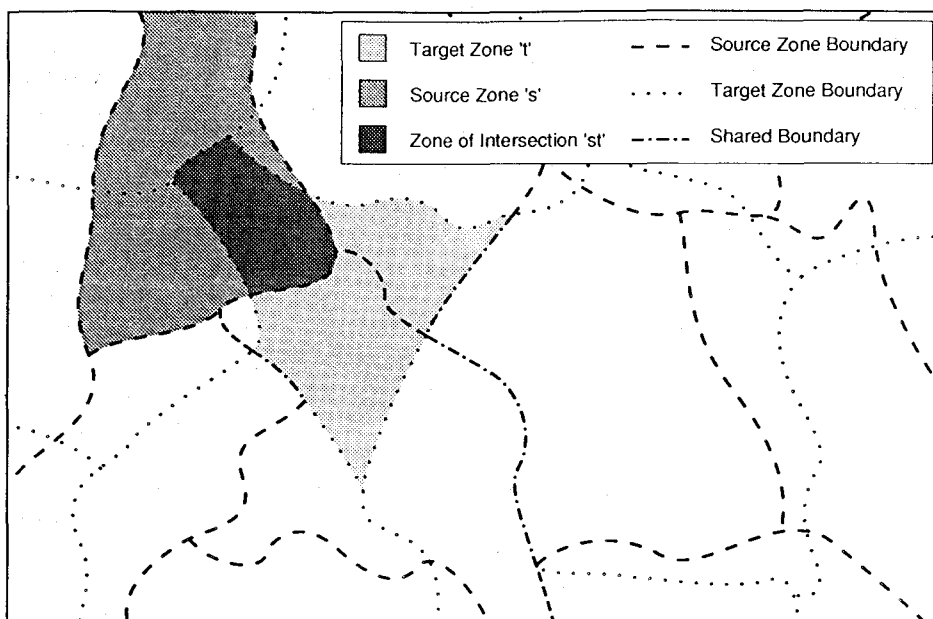 Target Zone 't'
Source Zone 's'
Zone of Intersection 'st'
Source Zone Boundary
Target Zone Boundary
Shared Boundary